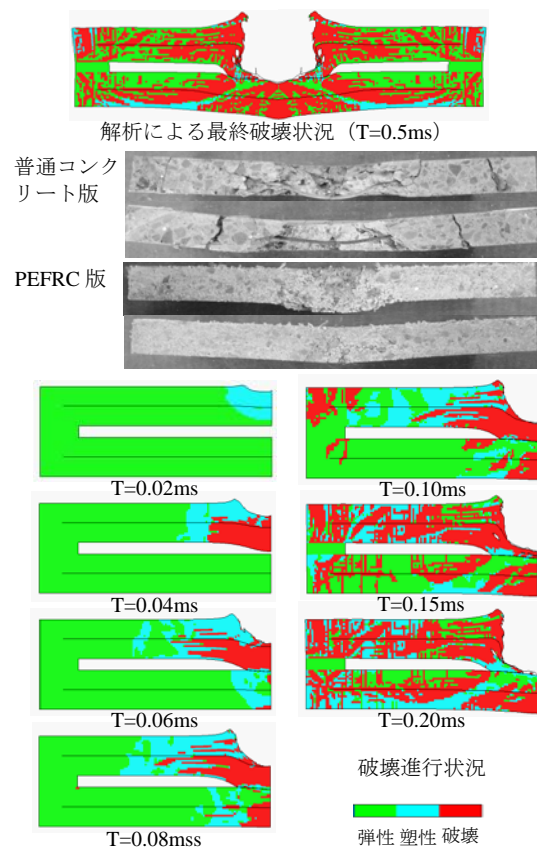 解析による最終破壊状況（T=0.5ms）
普通コンク
リート版
PEFRC 版
T=0.02ms
T=0.10ms
T=0.04ms
T=0.15ms
T=0.06ms
T=0.20ms
T=0.08mss
破壊進行状況
弾性 塑性 破壊